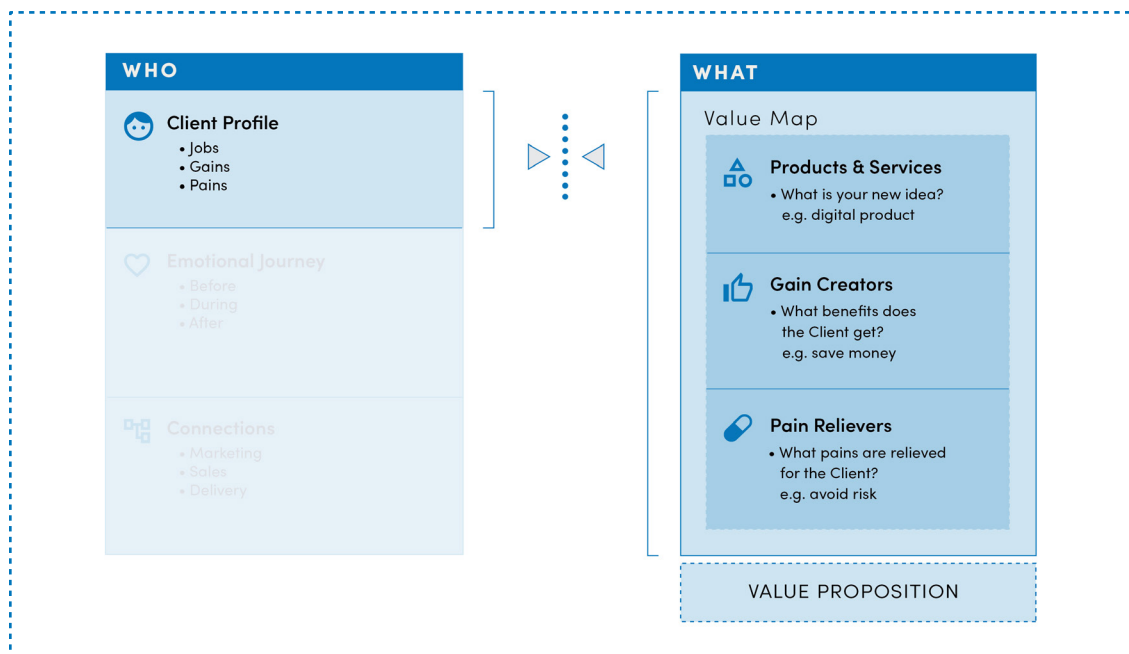 WHO
Client Profile
• Jobs
• Gains
• Pains
Emotional Journey
• Before
• During
• After
Connections
• Marketing
• Sales
• Delivery
WHAT
Value Map
Products & Services
• What is your new idea?
e.g. digital product
Gain Creators
• What benefits does
the Client get?
e.g. save money
Pain Relievers
• What pains are relieved
for the Client?
e.g. avoid risk
VALUE PROPOSITION